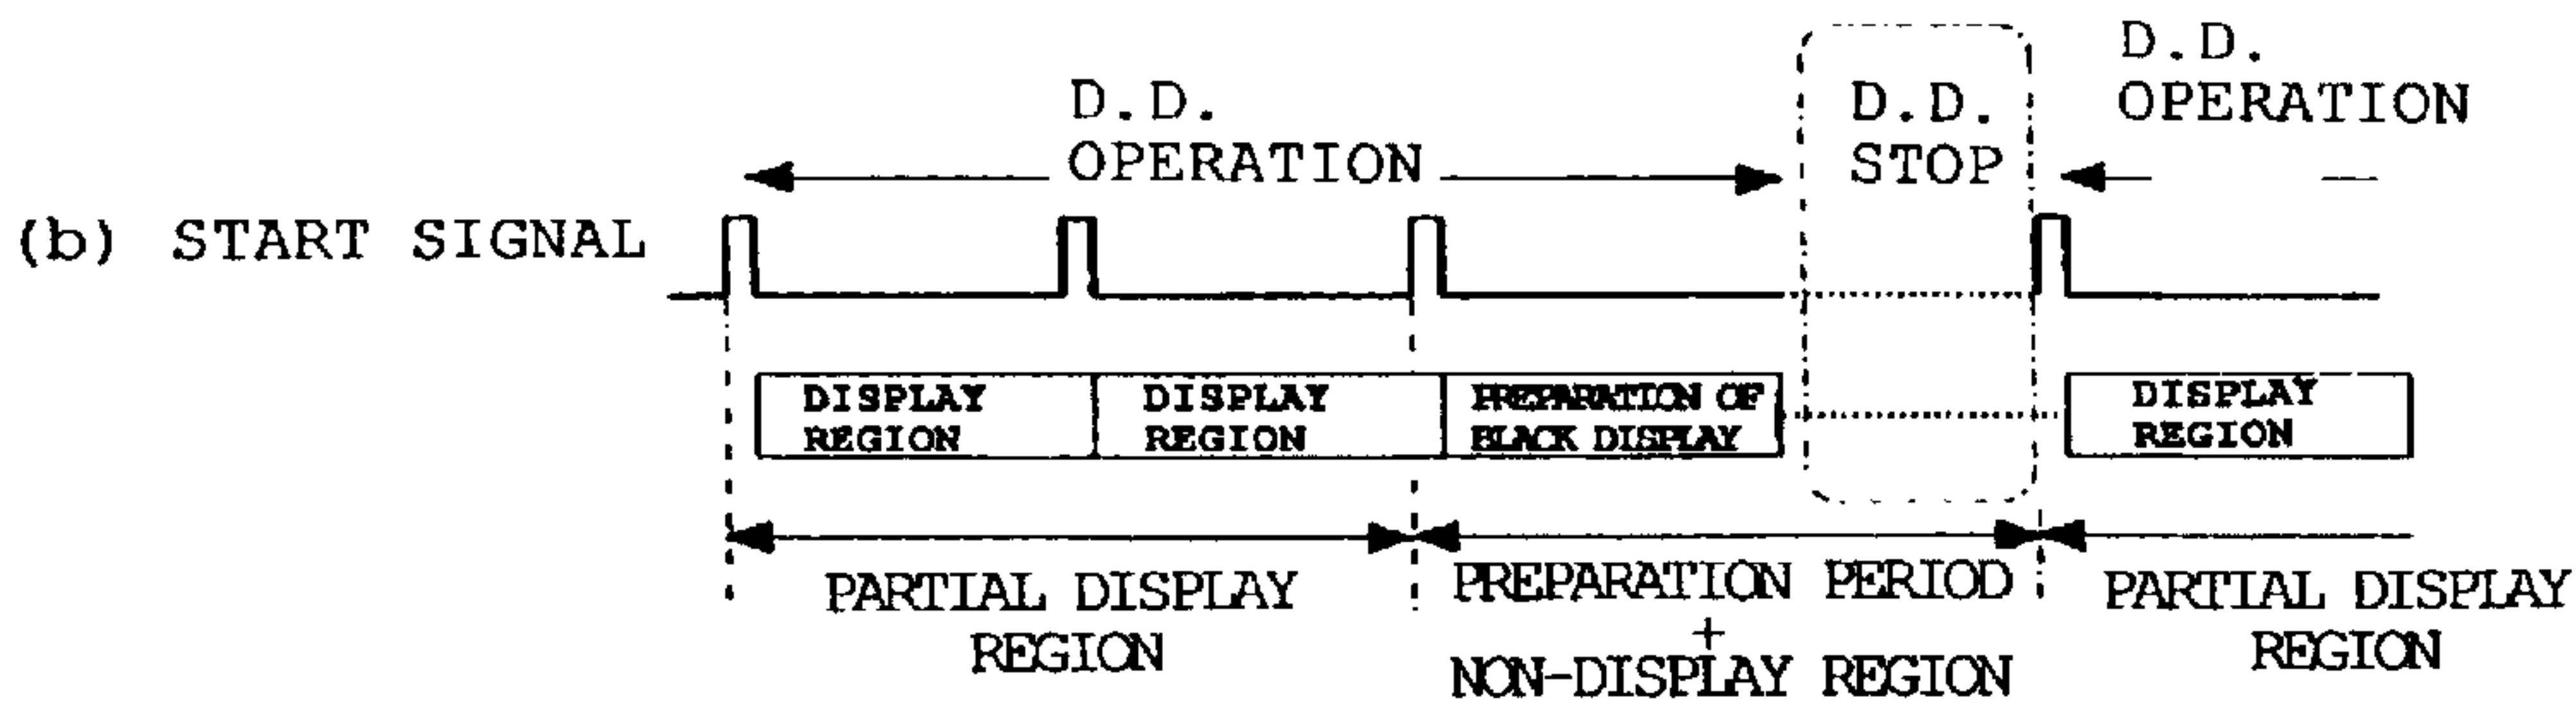 D.D.
OPERATION
D.D.
STOP
D.D.
OPERATION
(b) START SIGNAL
DISPLAY
REGION
DISPLAY
REGION
PREPARATION OF
BLACK DISPLAY
DISPLAY
REGION
PARTIAL DISPLAY
REGION
PREPARATION PERIOD
+
NON-DISPLAY REGION
PARTIAL DISPLAY
REGION